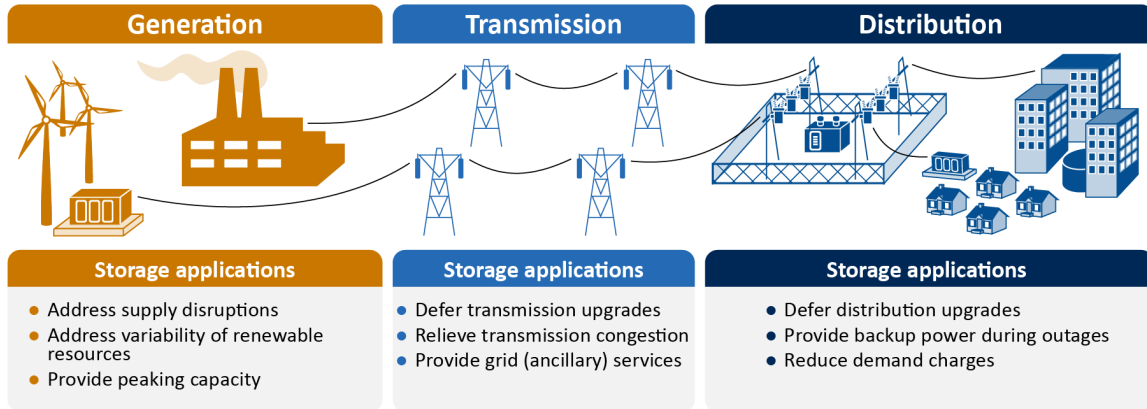 Generation
Transmission
Distribution
Storage applications
• Address supply disruptions
• Address variability of renewable
resources
• Provide peaking capacity
Storage applications
• Defer transmission upgrades
• Relieve transmission congestion
• Provide grid (ancillary) services
Storage applications
• Defer distribution upgrades
• Provide backup power during outages
• Reduce demand charges